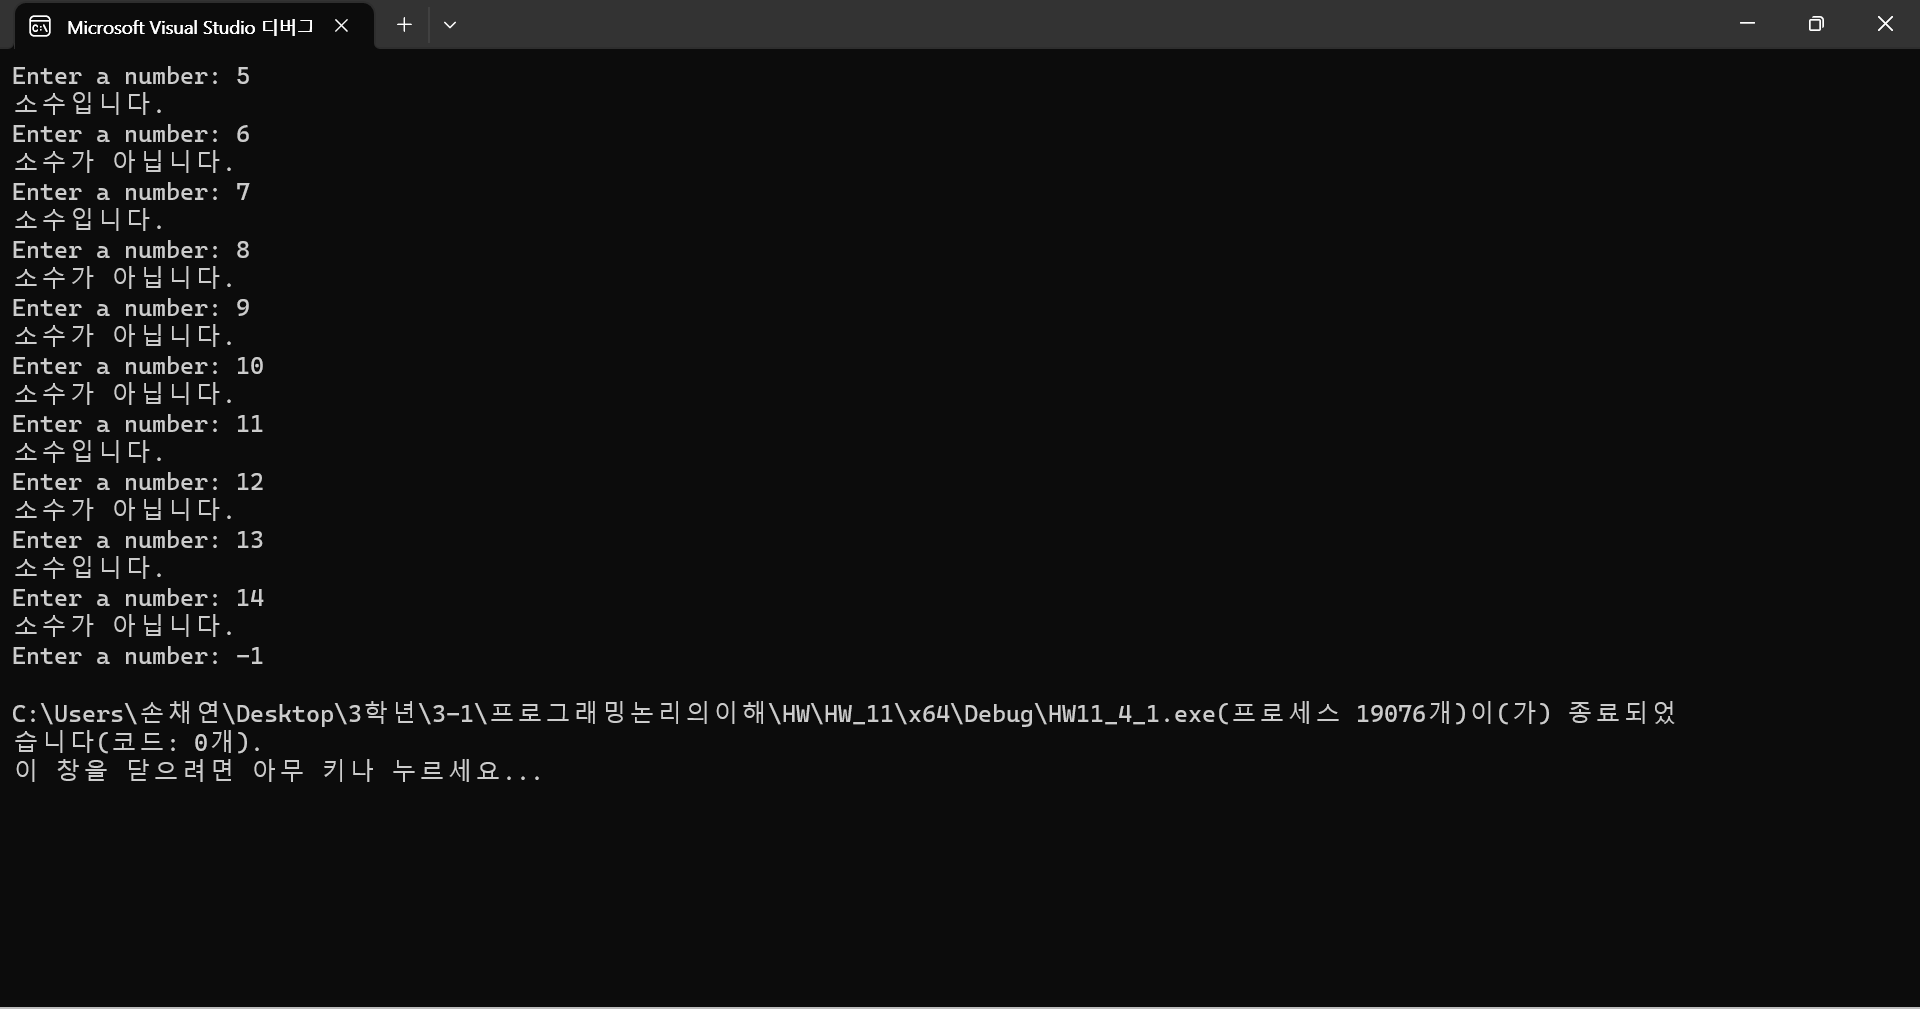 Microsoft Visual Studio 디버그
Enter a number: 5
소수입니다.
Enter a number: 6
소수가 아닙니다.
Enter a number: 7
소수입니다.
Enter a number: 8
소수가 아닙니다.
Enter a number: 9
소수가 아닙니다.
Enter a number: 10
소수가 아닙니다.
Enter a number: 11
소수입니다.
Enter a number: 12
소수가 아닙니다.
Enter a number: 13
소수입니다.
Enter a number: 14
소수가 아닙니다.
Enter a number: -1
C:\Users\손채연\Desktop\3학년\3-1\프로그래밍논리의이해\HW\HW_11\x64\Debug\HW11_4_1.exe(프로세스 19076개)이(가) 종료되었
습니다(코드: 0개).
이 창을 닫으려면 아무 키나 누르세요...